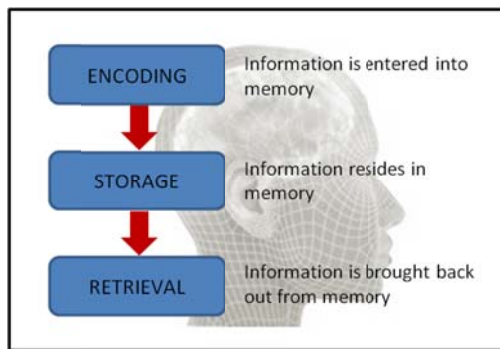 ENCODING
Information is entered into
memory
STORAGE
Information resides in
memory
RETRIEVAL
Information is brought back
out from memory